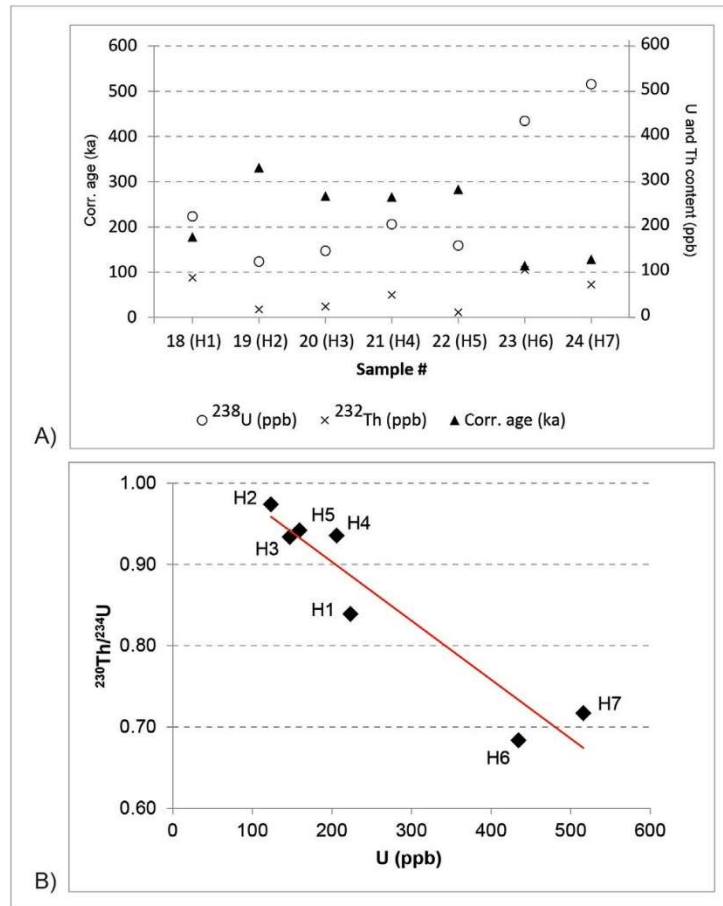 600
500
400
300
200
100
0
Corr. age (ka)
600
500
400
300
200
100
0
U and Th content (ppb)
18 (H1) 19 (H2) 20 (H3) 21 (H4) 22 (H5) 23 (H6) 24 (H7)
Sample #
○ ²³⁸U (ppb) × ²³²Th (ppb) ▲ Corr. age (ka)
A)
1.00
0.90
0.80
0.70
0.60
²³⁰Th/²³⁴U
H2
H5
H4
H3
H1
H7
H6
0 100 200 300 400 500 600
U (ppb)
B)